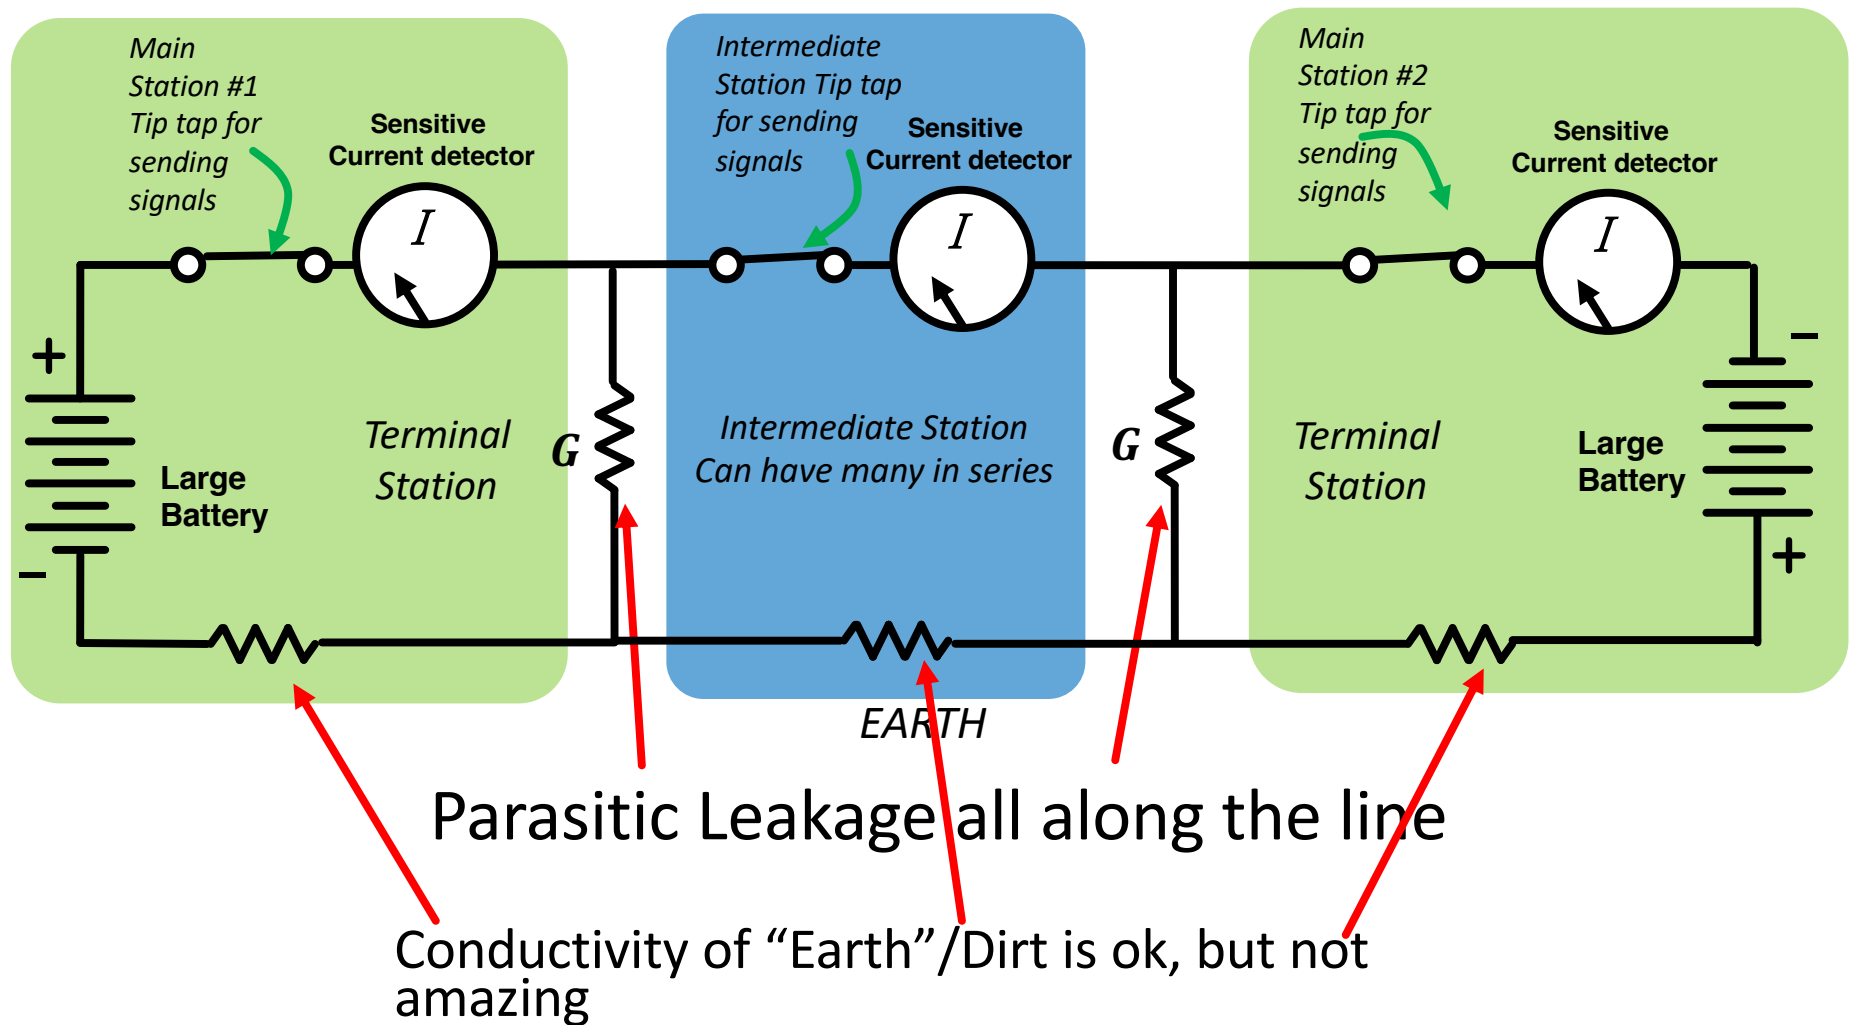 Main
Station #1
Tip tap for
sending
signals
Sensitive
Current detector
I
+
Large
Battery
−
Terminal
Station
G
Intermediate
Station Tip tap
for sending
signals
Sensitive
Current detector
I
Intermediate Station
Can have many in series
G
Main
Station #2
Tip tap for
sending
signals
Sensitive
Current detector
I
−
Terminal
Station
Large
Battery
+
EARTH
Parasitic Leakage all along the line
Conductivity of “Earth”/Dirt is ok, but not
amazing